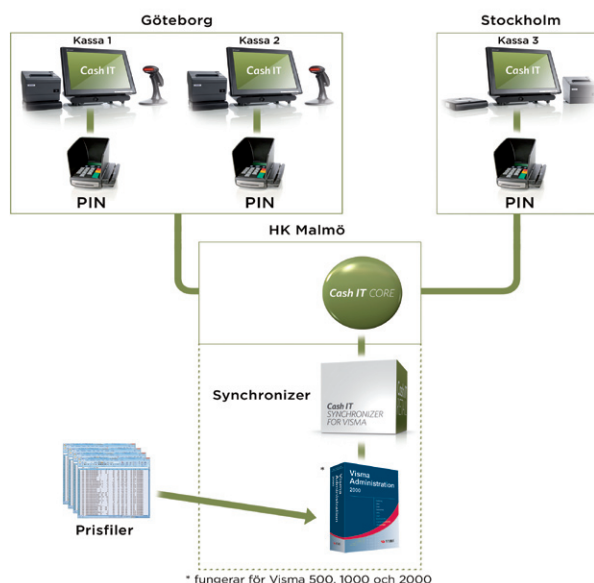 Göteborg
Stockholm
Kassa 1
Kassa 2
Kassa 3
Cash IT
Cash IT
Cash IT
PIN
PIN
PIN
HK Malmö
Cash IT CORE
Synchronizer
Cash IT
SYNCHRONIZER
FOR VISMA
*
Visma
Administration
2000
Prisfiler
* fungerar för Visma 500, 1000 och 2000